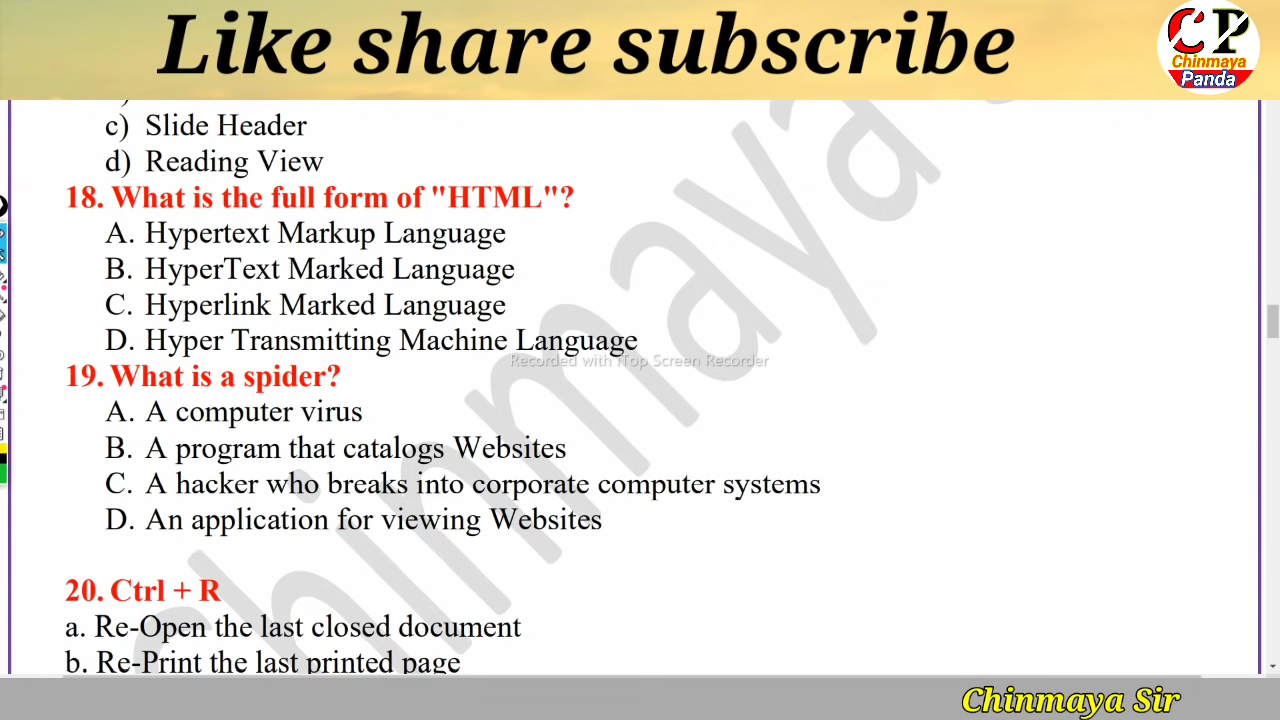 Like share subscribe
CP
Chinmaya
Panda
c) Slide Header
d) Reading View
18. What is the full form of "HTML"?
A. Hypertext Markup Language
B. HyperText Marked Language
C. Hyperlink Marked Language
D. Hyper Transmitting Machine Language
Recorded with iTop Screen Recorder
19. What is a spider?
A. A computer virus
B. A program that catalogs Websites
C. A hacker who breaks into corporate computer systems
D. An application for viewing Websites
20. Ctrl + R
a. Re-Open the last closed document
b. Re-Print the last printed page
Chinmaya
Chinmaya Sir